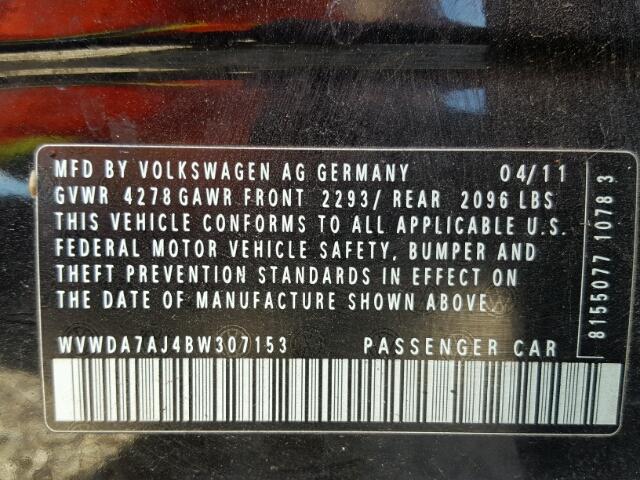 MFD BY VOLKSWAGEN AG GERMANY 04/11
GVWR 4278 GAWR FRONT 2293/ REAR 2096 LBS
THIS VEHICLE CONFORMS TO ALL APPLICABLE U.S.
FEDERAL MOTOR VEHICLE SAFETY, BUMPER AND
THEFT PREVENTION STANDARDS IN EFFECT ON
THE DATE OF MANUFACTURE SHOWN ABOVE.
WVWDA7AJ4BW307153 PASSENGER CAR
8155077 1078 3